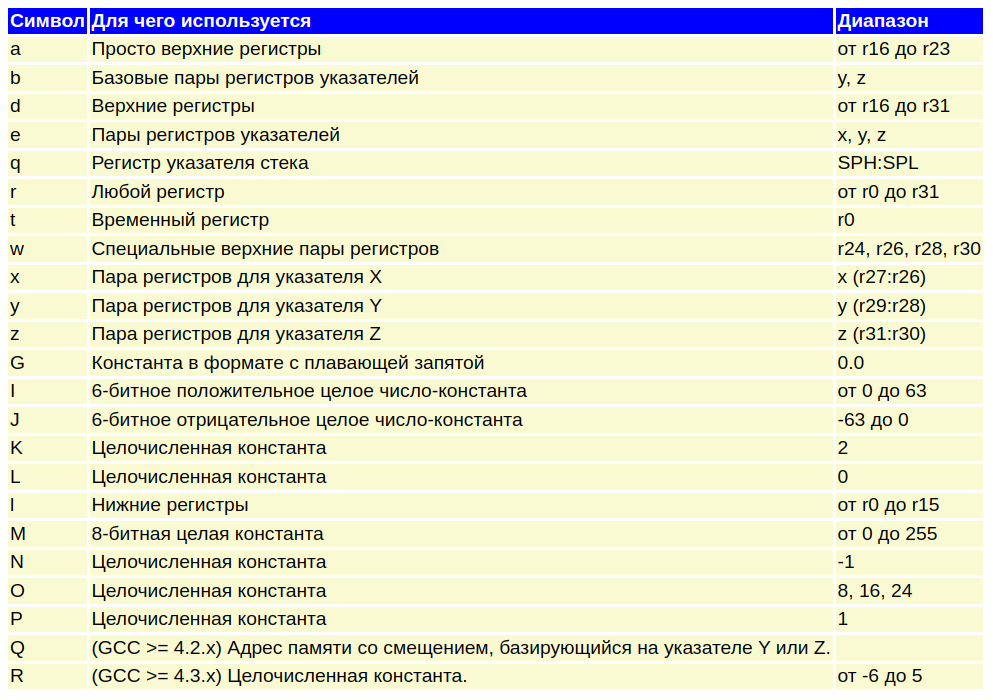 Символ Для чего используется Диапазон
a Просто верхние регистры от r16 до r23
b Базовые пары регистров указателей y, z
d Верхние регистры от r16 до r31
e Пары регистров указателей x, y, z
q Регистр указателя стека SPH:SPL
r Любой регистр от r0 до r31
t Временный регистр r0
w Специальные верхние пары регистров r24, r26, r28, r30
x Пара регистров для указателя X x (r27:r26)
y Пара регистров для указателя Y y (r29:r28)
z Пара регистров для указателя Z z (r31:r30)
G Константа в формате с плавающей запятой 0.0
I 6-битное положительное целое число-константа от 0 до 63
J 6-битное отрицательное целое число-константа -63 до 0
K Целочисленная константа 2
L Целочисленная константа 0
l Нижние регистры от r0 до r15
M 8-битная целая константа от 0 до 255
N Целочисленная константа -1
O Целочисленная константа 8, 16, 24
P Целочисленная константа 1
Q (GCC >= 4.2.x) Адрес памяти со смещением, базирующийся на указателе Y или Z.
R (GCC >= 4.3.x) Целочисленная константа. от -6 до 5